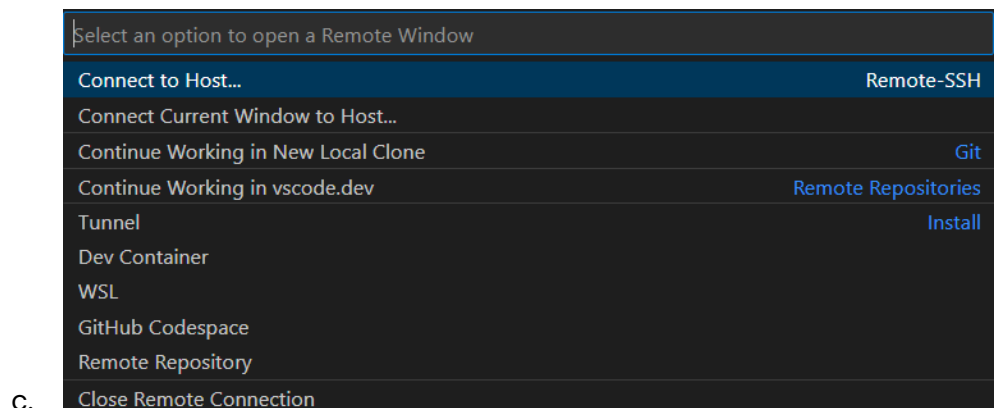 Select an option to open a Remote Window
Connect to Host... Remote-SSH
Connect Current Window to Host...
Continue Working in New Local Clone Git
Continue Working in vscode.dev Remote Repositories
Tunnel Install
Dev Container
WSL
GitHub Codespace
Remote Repository
c. Close Remote Connection